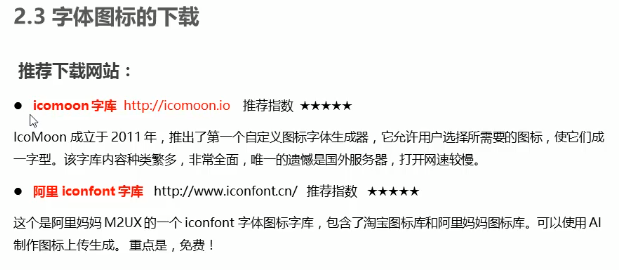 2.3 字体图标的下载
推荐下载网站：
● icomoon 字库 http://icomoon.io 推荐指数 ★★★★★
IcoMoon 成立于 2011 年，推出了第一个自定义图标字体生成器，它允许用户选择所需要的图标，使它们成
一字型。该字库内容种类繁多，非常全面，唯一的遗憾是国外服务器，打开网速较慢。
● 阿里 iconfont 字库 http://www.iconfont.cn/ 推荐指数 ★★★★★
这个是阿里妈妈 M2UX 的一个 iconfont 字体图标字库，包含了淘宝图标库和阿里妈妈图标库。可以使用 AI
制作图标上传生成。 重点是，免费！